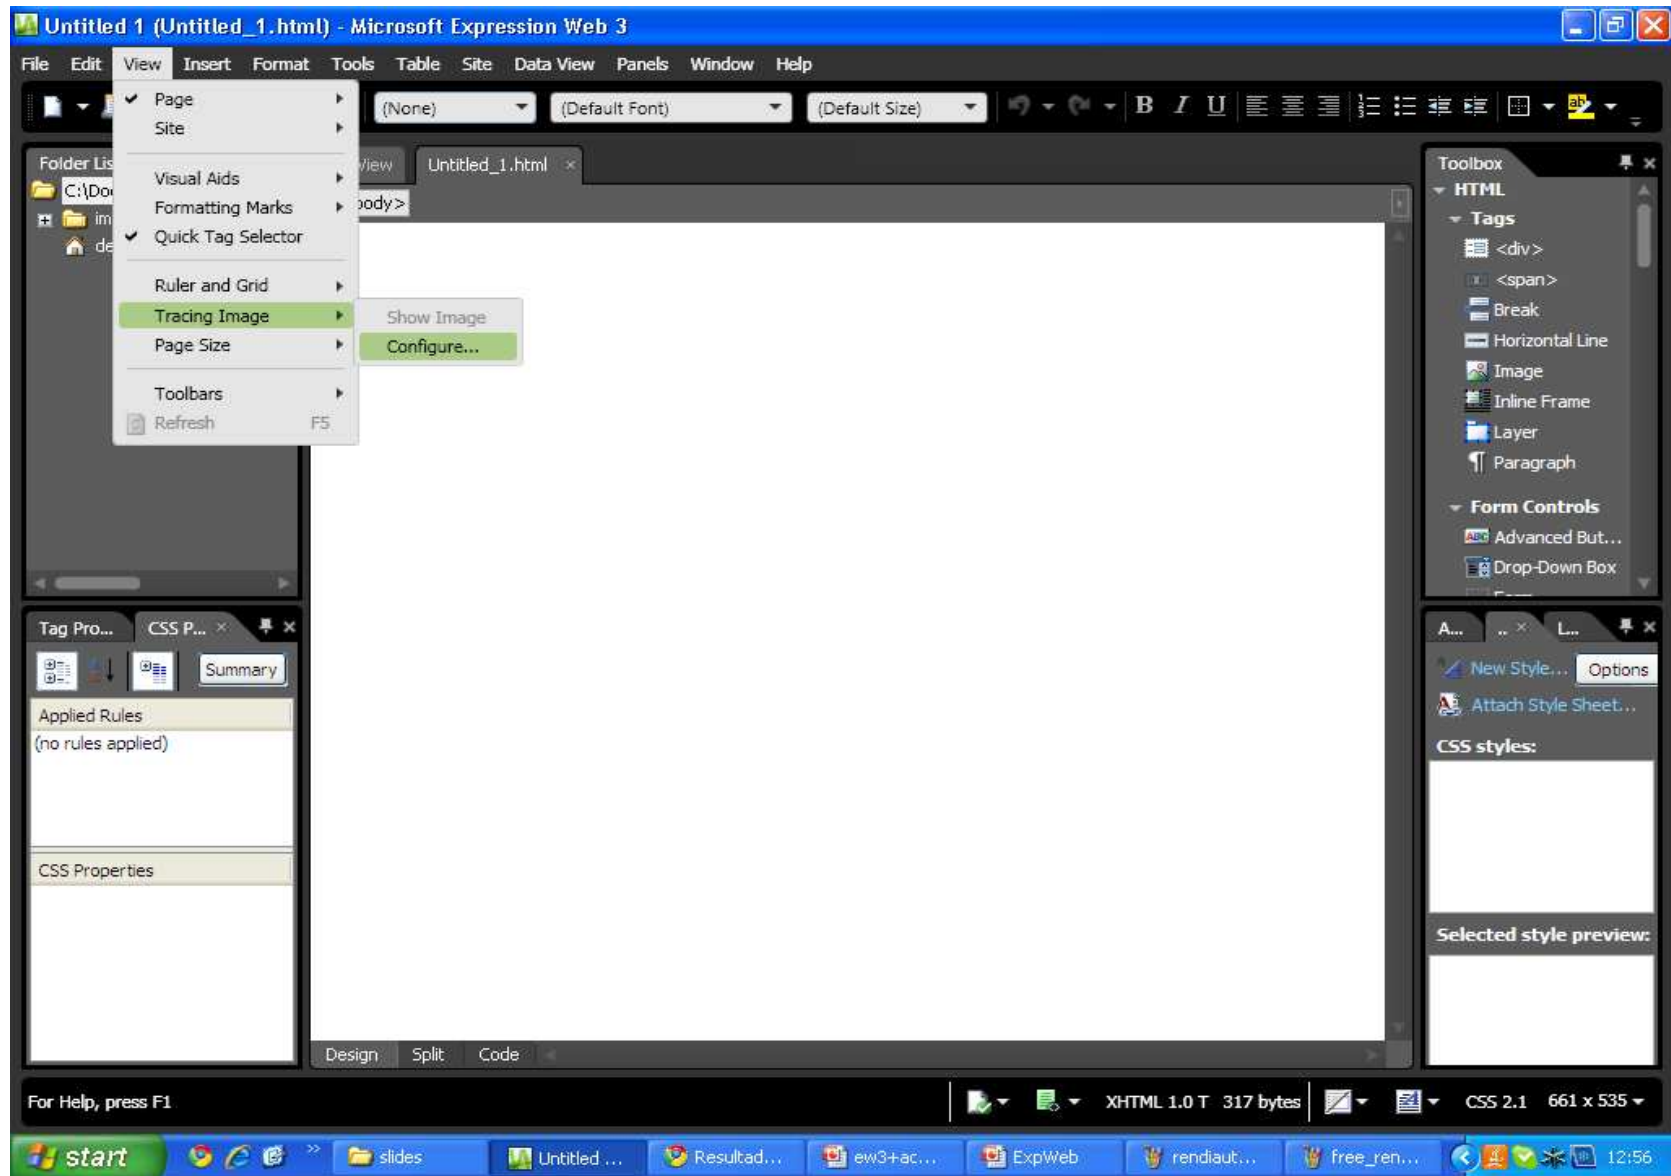 Untitled 1 (Untitled_1.html) - Microsoft Expression Web 3
File Edit View Insert Format Tools Table Site Data View Panels Window Help
(None) (Default Font) (Default Size) B I U ab
Page
Site
Visual Aids
Formatting Marks
Quick Tag Selector
Ruler and Grid
Tracing Image
Page Size
Toolbars
Refresh F5
Show Image
Configure...
Folder Lis
C:\Do
im
de
View Untitled_1.html
body>
Toolbox
HTML
Tags
<div>
<span>
Break
Horizontal Line
Image
Inline Frame
Layer
Paragraph
Form Controls
Advanced But...
Drop-Down Box
Tag Pro... CSS P...
Summary
Applied Rules
(no rules applied)
CSS Properties
A... .. L...
New Style... Options
Attach Style Sheet...
CSS styles:
Selected style preview:
Design Split Code
For Help, press F1 XHTML 1.0 T 317 bytes CSS 2.1 661 x 535
start slides Untitled ... Resultad... ew3+ac... ExpWeb rendiaut... free_ren... 12:56